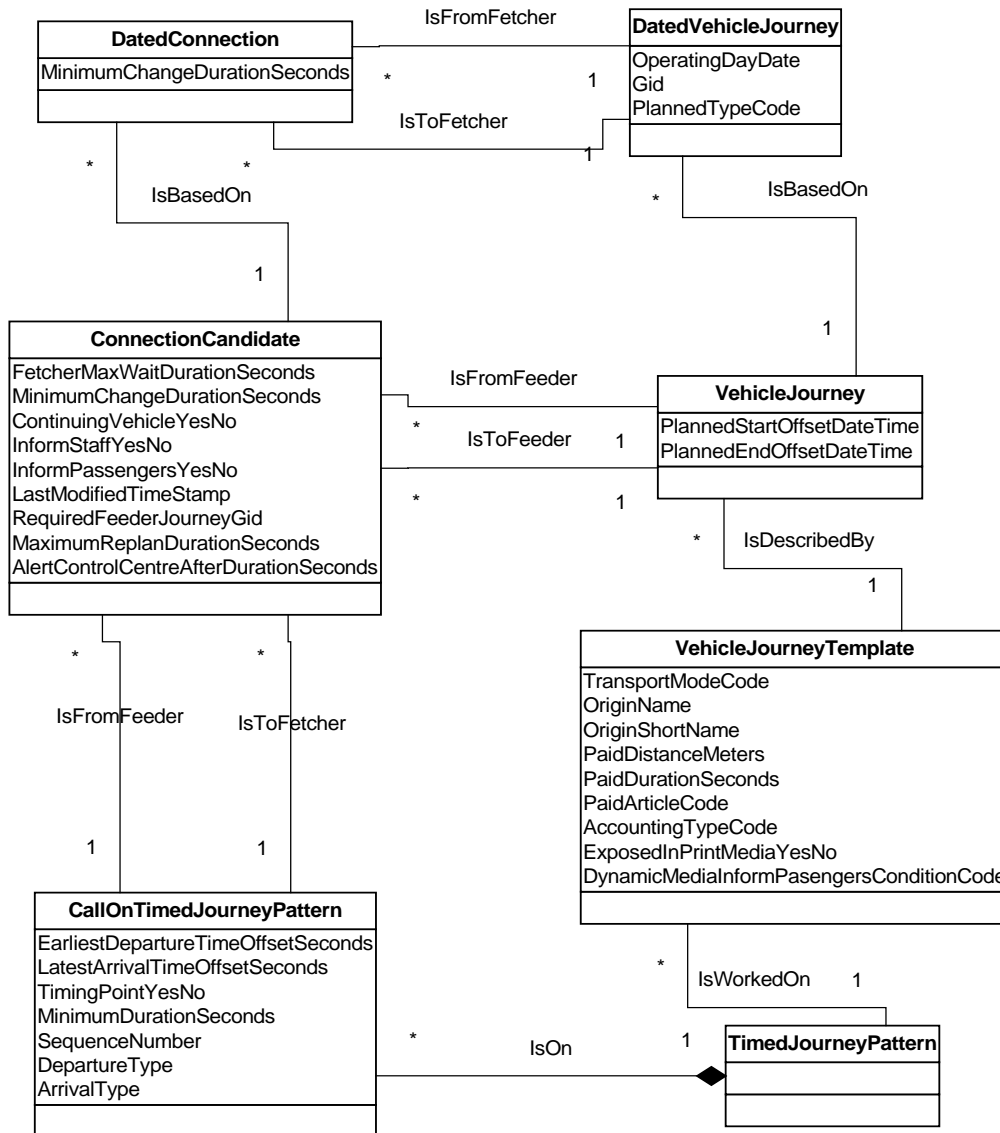 IsFromFetcher
DatedConnection
MinimumChangeDurationSeconds
DatedVehicleJourney
OperatingDayDate
Gid
PlannedTypeCode
*
1
IsToFetcher
1
*
*
IsBasedOn
1
*
IsBasedOn
1
ConnectionCandidate
FetcherMaxWaitDurationSeconds
MinimumChangeDurationSeconds
ContinuingVehicleYesNo
InformStaffYesNo
InformPassengersYesNo
LastModifiedTimeStamp
RequiredFeederJourneyGid
MaximumReplanDurationSeconds
AlertControlCentreAfterDurationSeconds
IsFromFeeder
*
1
IsToFeeder
*
1
VehicleJourney
PlannedStartOffsetDateTime
PlannedEndOffsetDateTime
*
IsDescribedBy
1
*
*
IsFromFeeder
IsToFetcher
1
1
VehicleJourneyTemplate
TransportModeCode
OriginName
OriginShortName
PaidDistanceMeters
PaidDurationSeconds
PaidArticleCode
AccountingTypeCode
ExposedInPrintMediaYesNo
DynamicMediaInformPasengersConditionCode
CallOnTimedJourneyPattern
EarliestDepartureTimeOffsetSeconds
LatestArrivalTimeOffsetSeconds
TimingPointYesNo
MinimumDurationSeconds
SequenceNumber
DepartureType
ArrivalType
*
IsWorkedOn
1
*
IsOn
1
TimedJourneyPattern